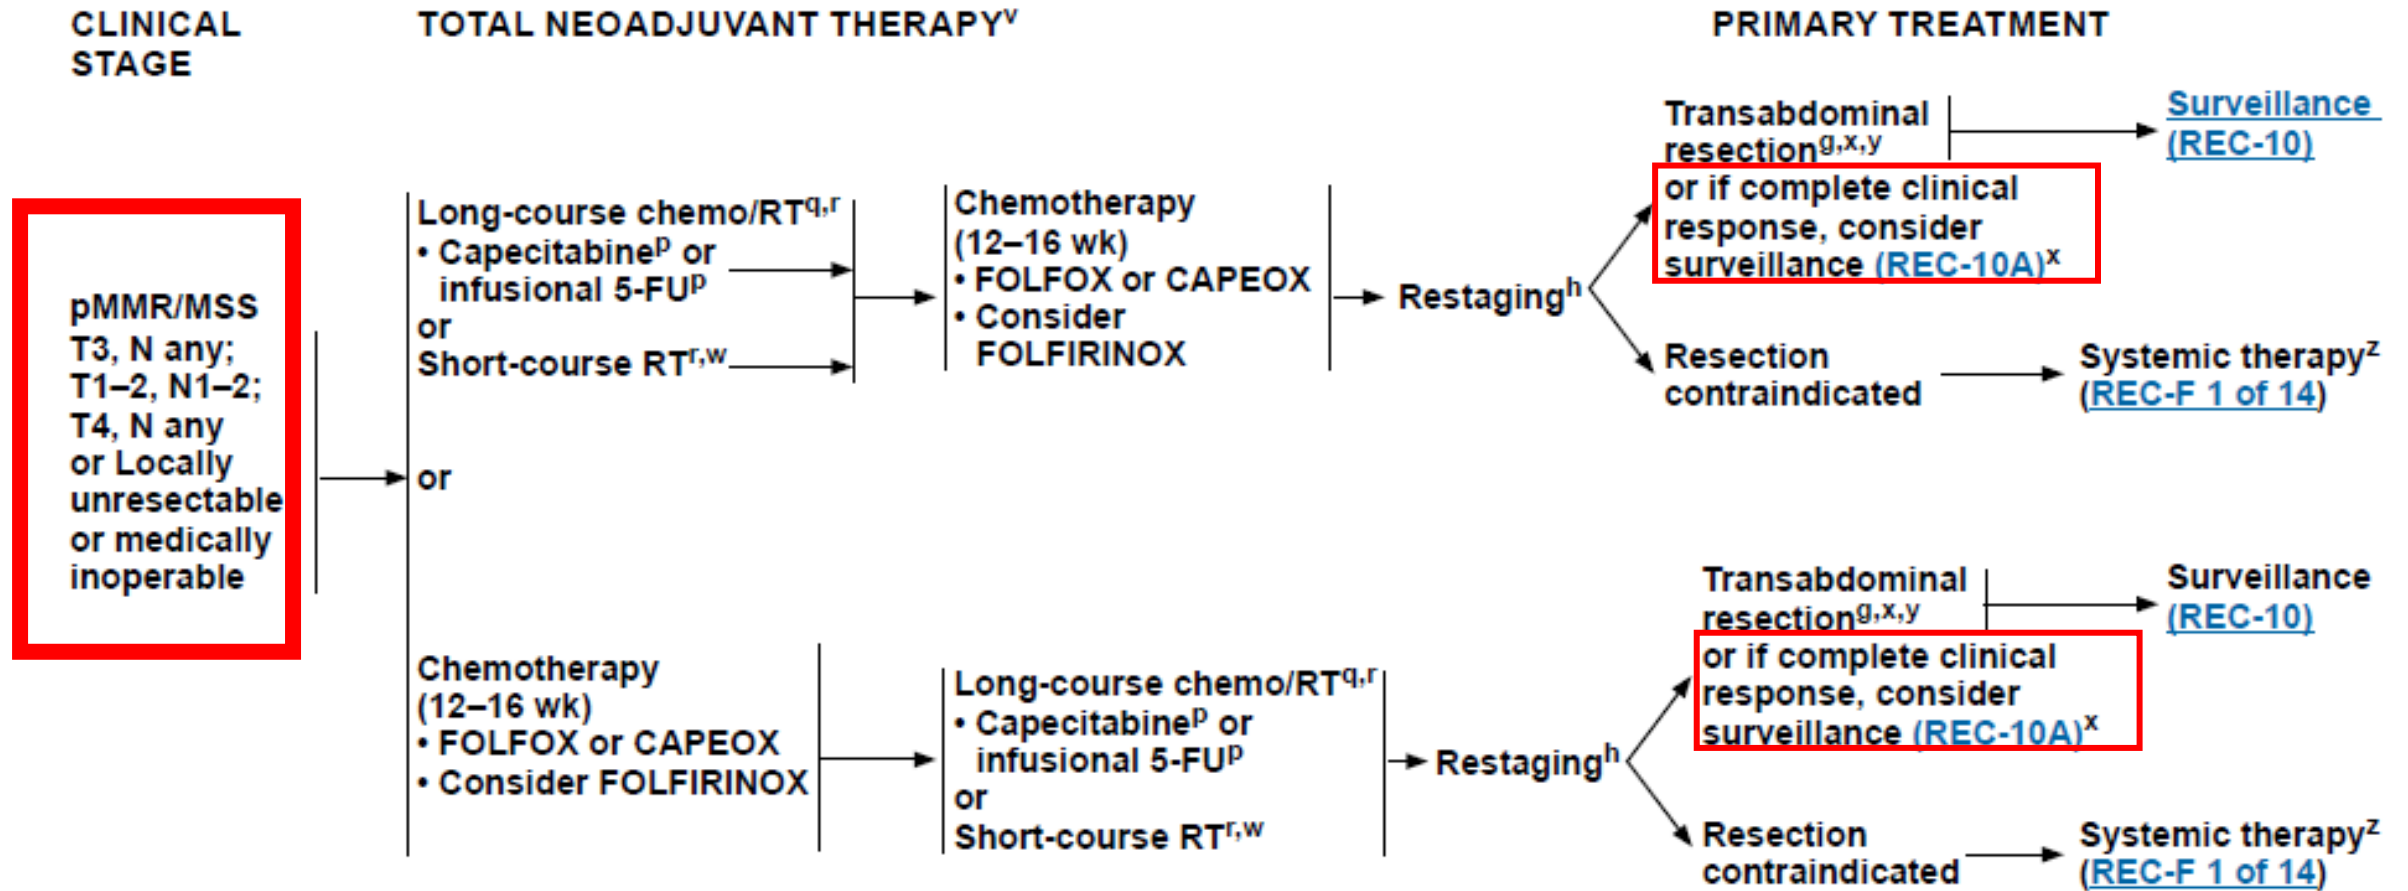 CLINICAL
STAGE
TOTAL NEOADJUVANT THERAPYᵛ
PRIMARY TREATMENT
pMMR/MSS
T3, N any;
T1–2, N1–2;
T4, N any
or Locally
unresectable
or medically
inoperable
Long-course chemo/RTq,r
• Capecitabineᵖ or
infusional 5-FUᵖ
or
Short-course RTr,w
Chemotherapy
(12–16 wk)
• FOLFOX or CAPEOX
• Consider
FOLFIRINOX
Restagingʰ
Transabdominal
resectiong,x,y
or if complete clinical
response, consider
surveillance (REC-10A)ˣ
Surveillance
(REC-10)
Resection
contraindicated
Systemic therapyᶻ
(REC-F 1 of 14)
or
Chemotherapy
(12–16 wk)
• FOLFOX or CAPEOX
• Consider FOLFIRINOX
Long-course chemo/RTq,r
• Capecitabineᵖ or
infusional 5-FUᵖ
or
Short-course RTr,w
Restagingʰ
Transabdominal
resectiong,x,y
or if complete clinical
response, consider
surveillance (REC-10A)ˣ
Surveillance
(REC-10)
Resection
contraindicated
Systemic therapyᶻ
(REC-F 1 of 14)